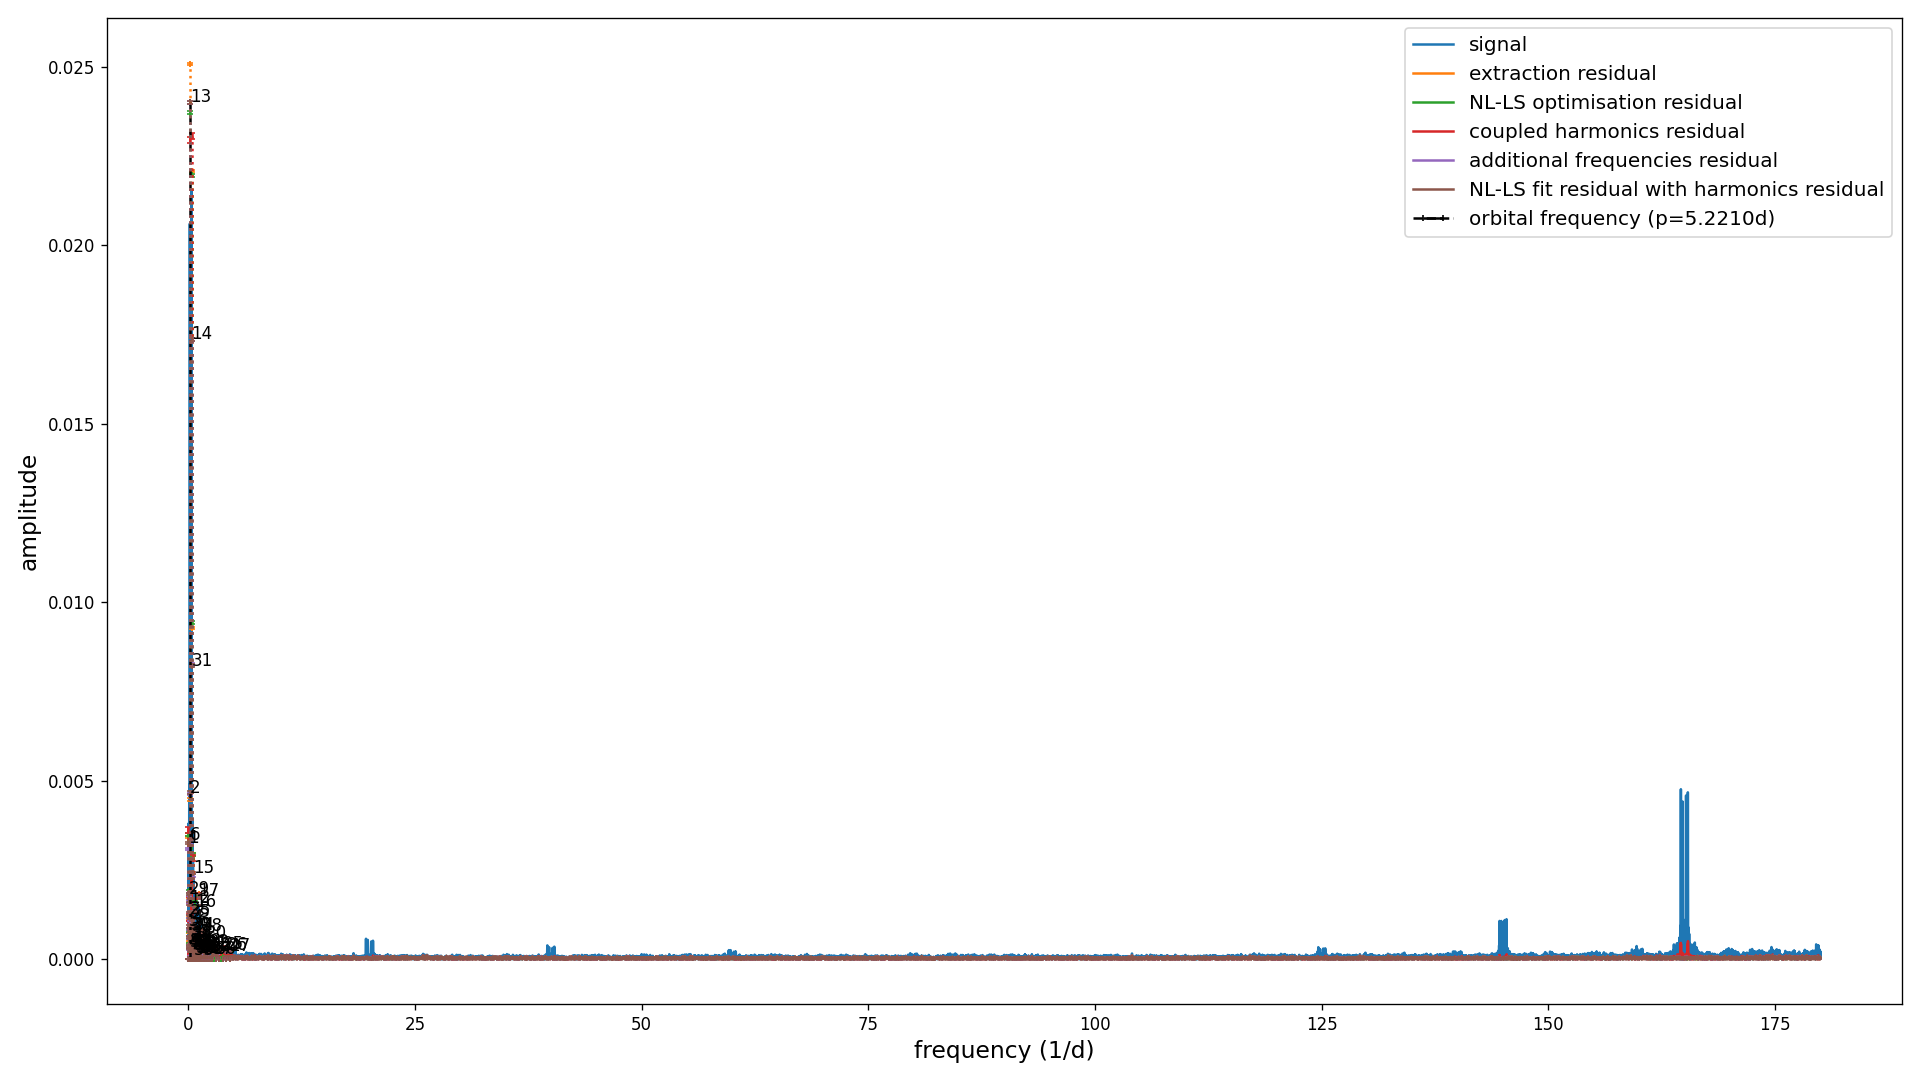 signal
extraction residual
NL-LS optimisation residual
coupled harmonics residual
additional frequencies residual
NL-LS fit residual with harmonics residual
orbital frequency (p=5.2210d)
0.025
0.020
0.015
0.010
0.005
0.000
amplitude
13
14
31
2
6
15
0
25
50
75
100
125
150
175
frequency (1/d)